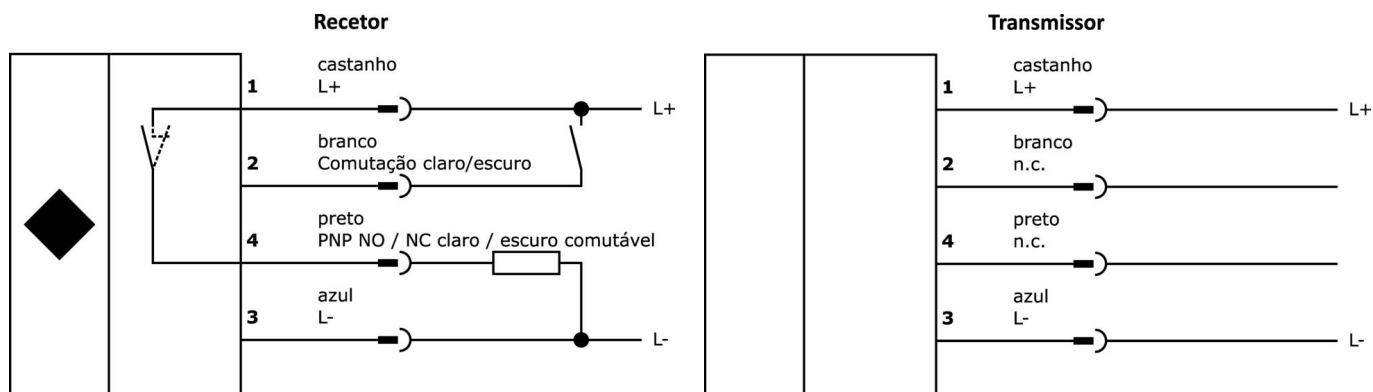 Recetor
castanho
1 L+
L+
branco
2 Comutação claro/escuro
preto
4 PNP NO / NC claro / escuro comutável
azul
3 L-
L-
Transmissor
castanho
1 L+
L+
branco
2 n.c.
preto
4 n.c.
azul
3 L-
L-